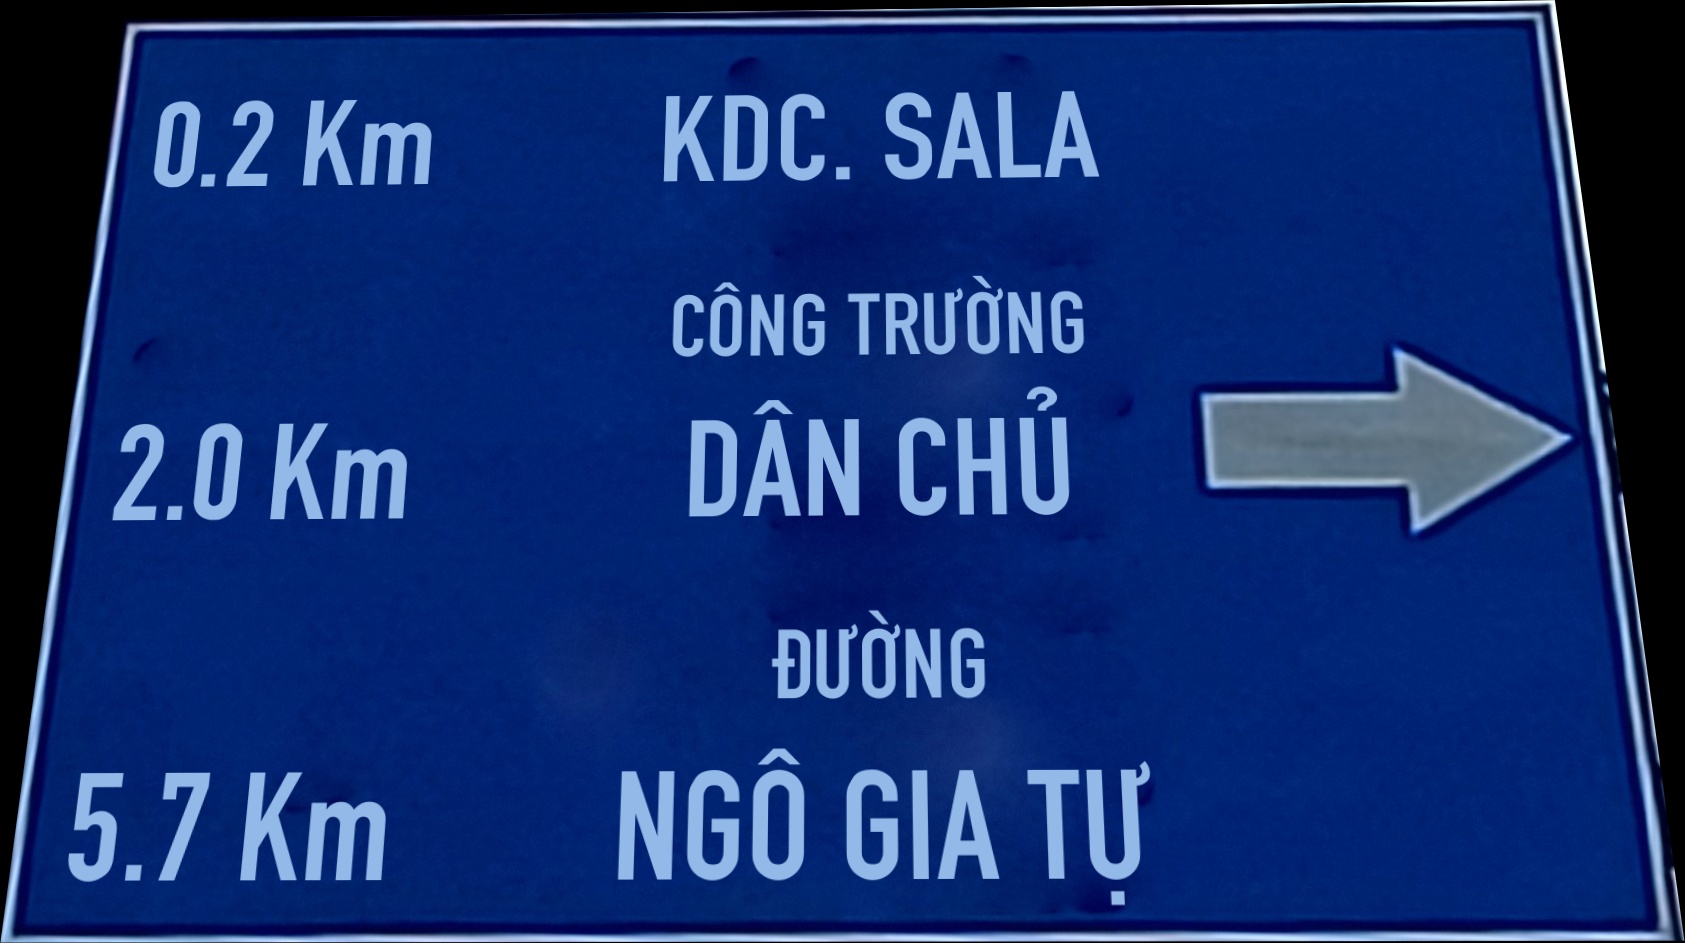 0.2 Km KDC. SALA
CÔNG TRƯỜNG
2.0 Km DÂN CHỦ
ĐƯỜNG
5.7 Km NGÔ GIA TỰ